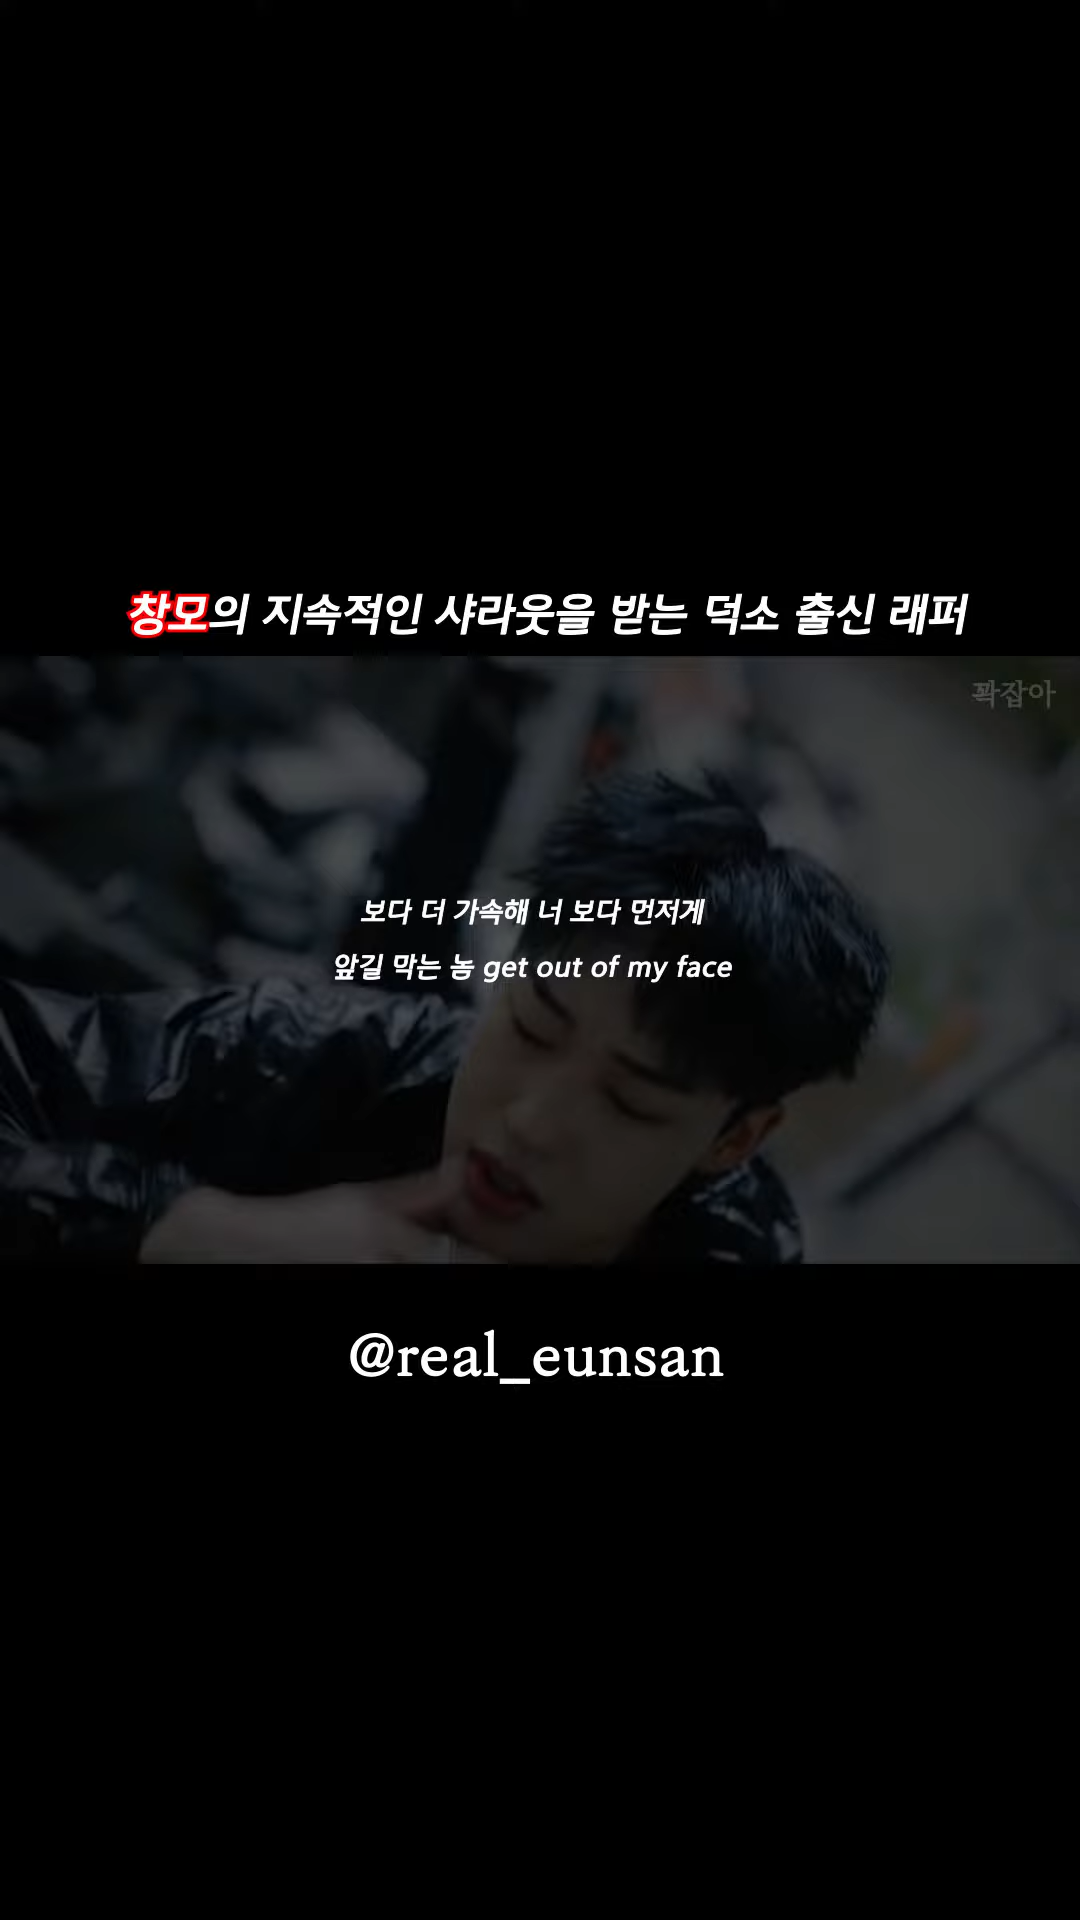 창모의 지속적인 샤라웃을 받는 덕소 출신 래퍼
꽉잡아
보다 더 가속해 너 보다 먼저게
앞길 막는 놈 get out of my face
@real_eunsan